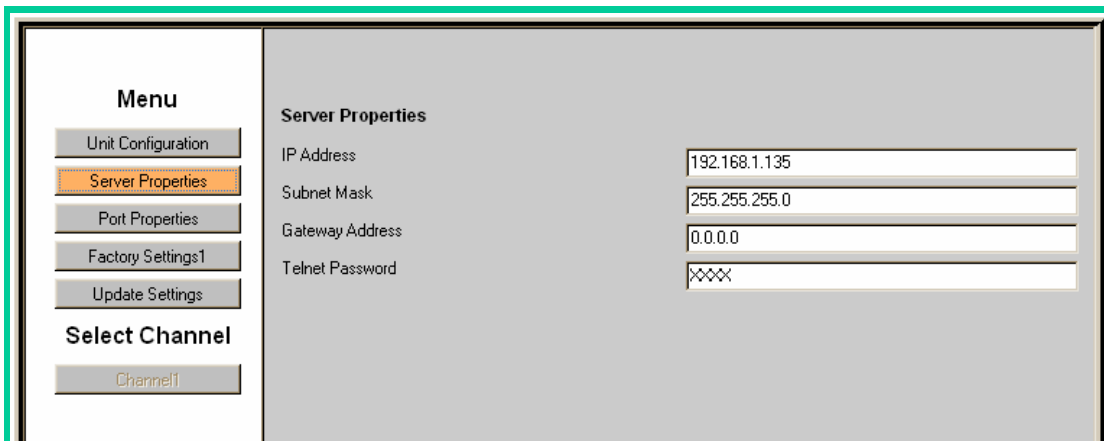 Menu
Unit Configuration
Server Properties
Port Properties
Factory Settings1
Update Settings
Select Channel
Channel1
Server Properties
IP Address 192.168.1.135
Subnet Mask 255.255.255.0
Gateway Address 0.0.0.0
Telnet Password XXXX